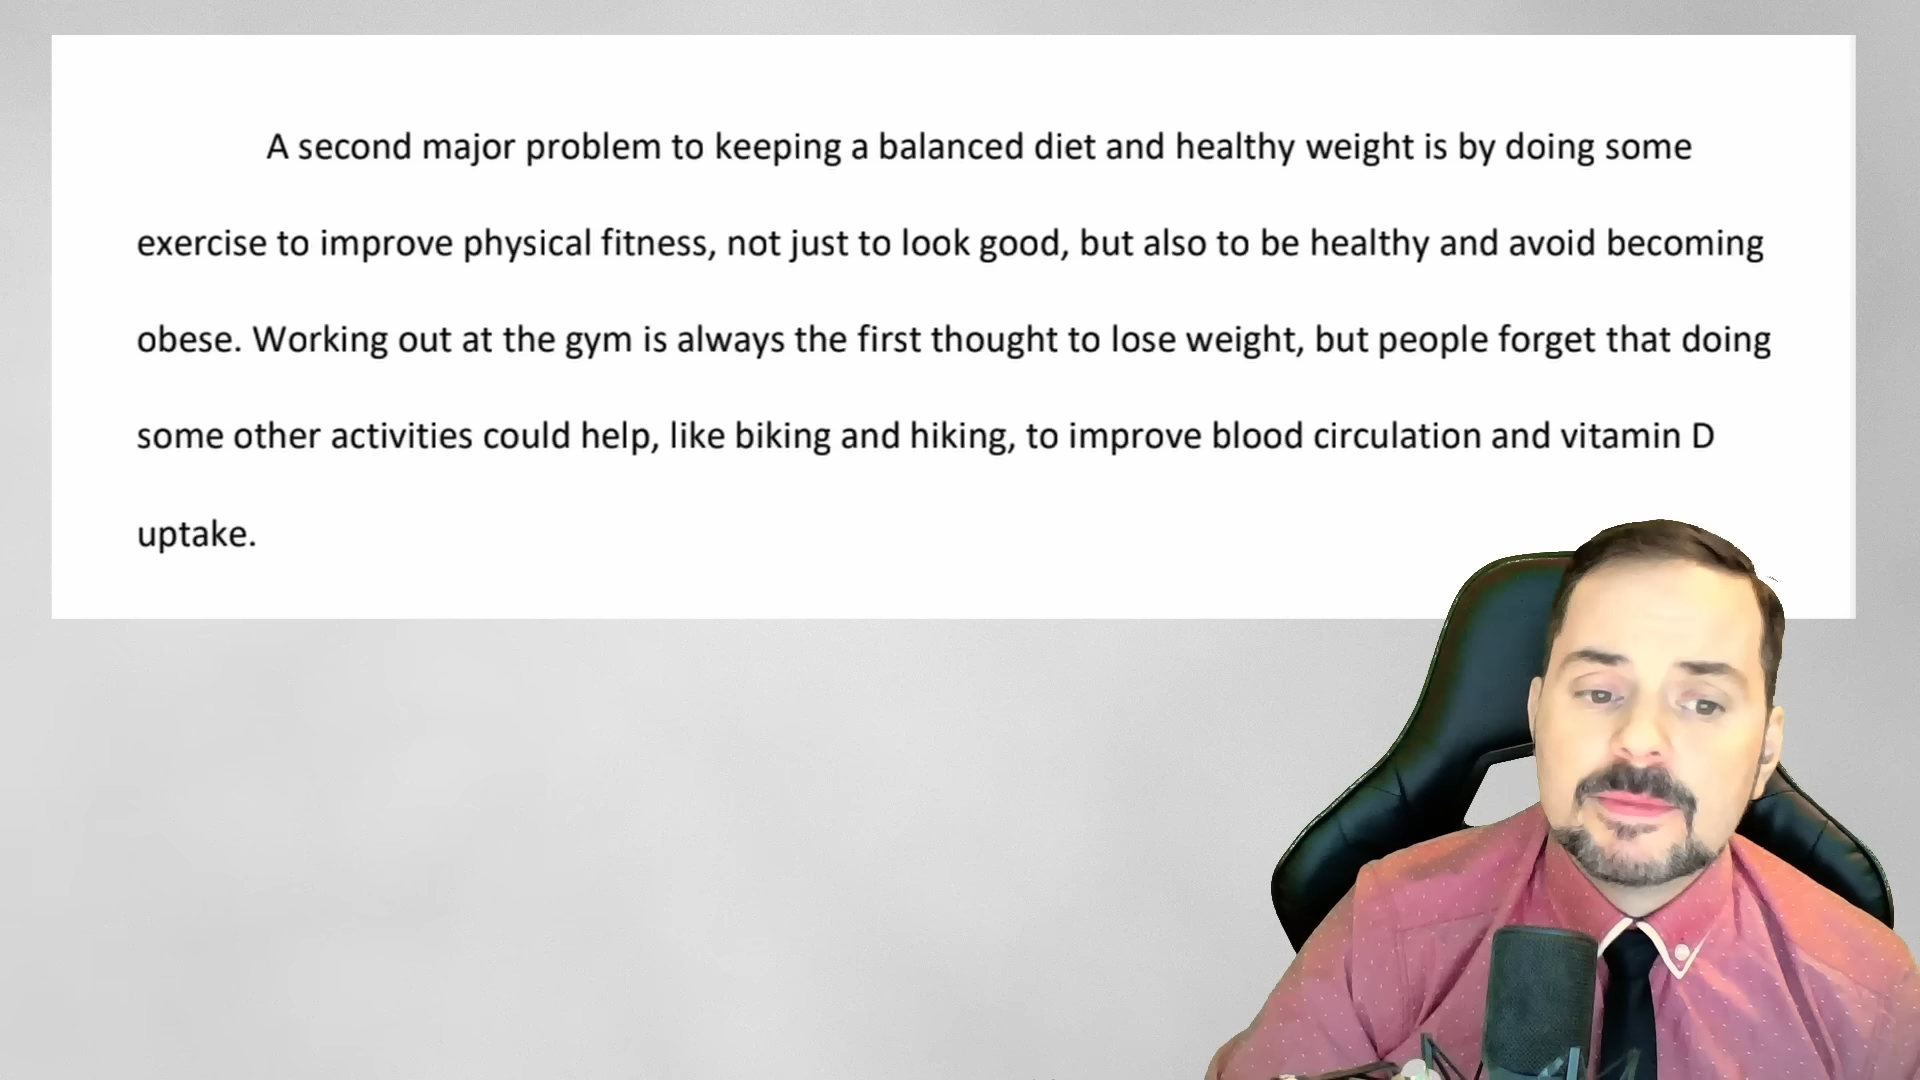 A second major problem to keeping a balanced diet and healthy weight is by doing some
exercise to improve physical fitness, not just to look good, but also to be healthy and avoid becoming
obese. Working out at the gym is always the first thought to lose weight, but people forget that doing
some other activities could help, like biking and hiking, to improve blood circulation and vitamin D
uptake.